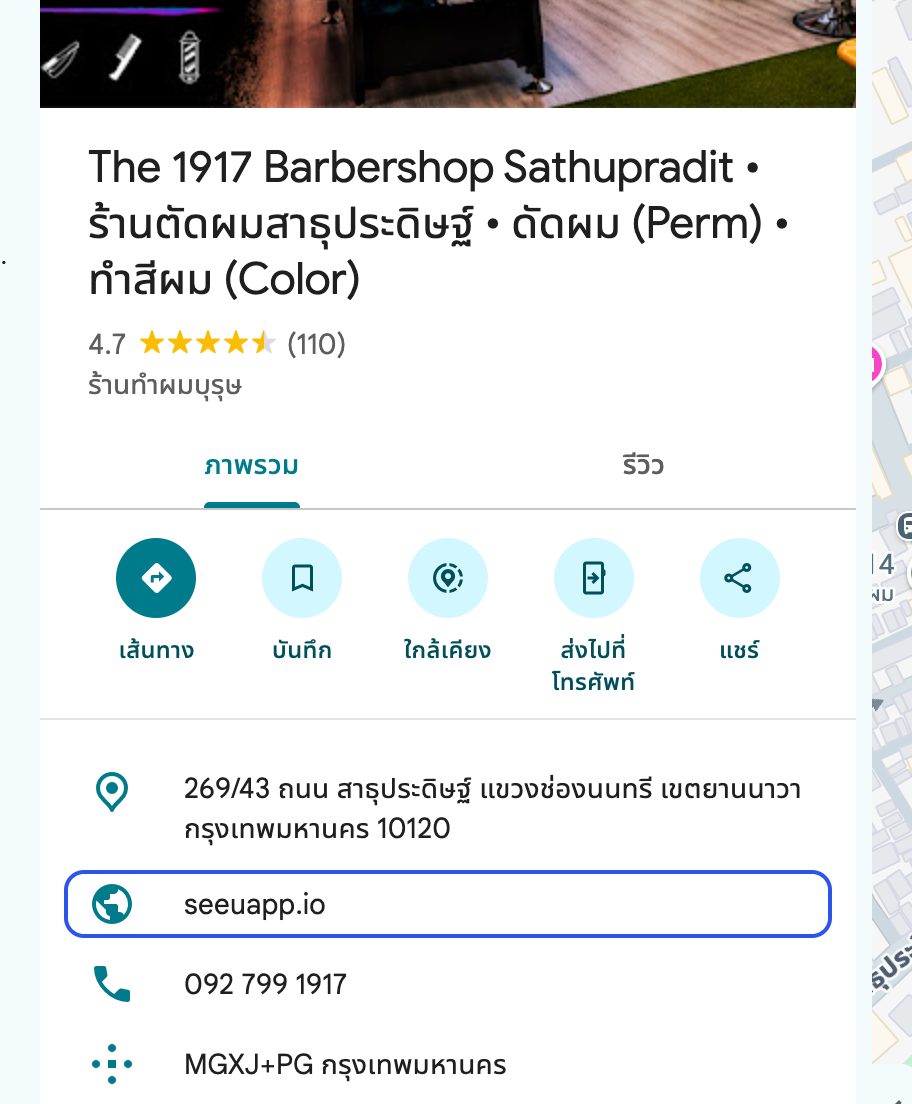 The 1917 Barbershop Sathupradit •
ร้านตัดผมสาธุประดิษฐ์ • ดัดผม (Perm) •
ทำสีผม (Color)
4.7 (110)
ร้านทำผมบุรุษ
ภาพรวม รีวิว
เส้นทาง บันทึก ใกล้เคียง ส่งไปที่ แชร์
โทรศัพท์
269/43 ถนน สาธุประดิษฐ์ แขวงช่องนนทรี เขตยานนาวา
กรุงเทพมหานคร 10120
seeuapp.io
092 799 1917
MGXJ+PG กรุงเทพมหานคร